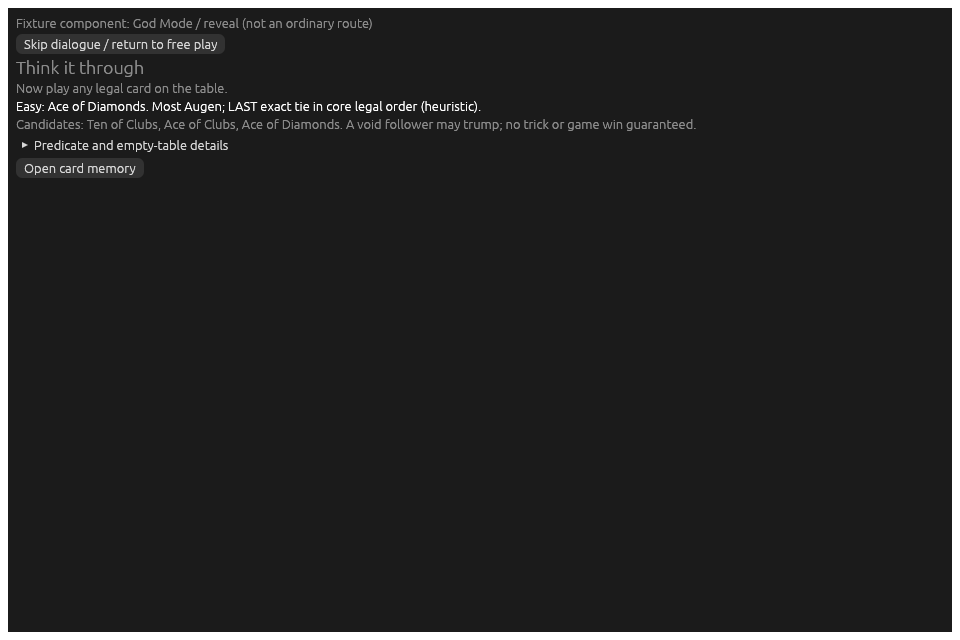 Fixture component: God Mode / reveal (not an ordinary route)
Skip dialogue / return to free play
Think it through
Now play any legal card on the table.
Easy: Ace of Diamonds. Most Augen; LAST exact tie in core legal order (heuristic).
Candidates: Ten of Clubs, Ace of Clubs, Ace of Diamonds. A void follower may trump; no trick or game win guaranteed.
Predicate and empty-table details
Open card memory